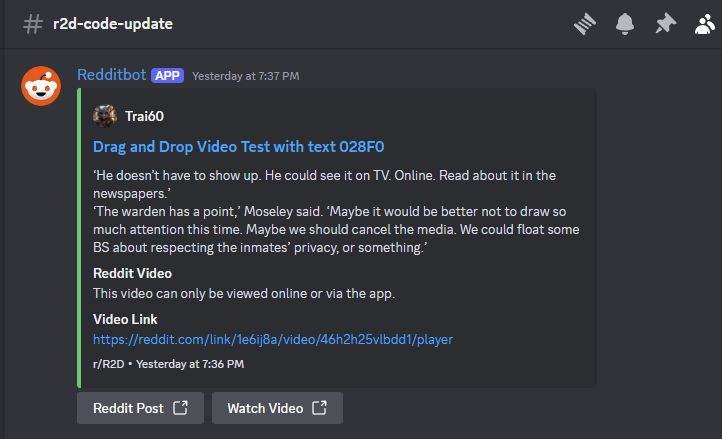 # r2d-code-update
Redditbot APP Yesterday at 7:37 PM
Trai60
Drag and Drop Video Test with text 028F0
‘He doesn’t have to show up. He could see it on TV. Online. Read about it in the
newspapers.’
‘The warden has a point,’ Moseley said. ‘Maybe it would be better not to draw so
much attention this time. Maybe we should cancel the media. We could float some
BS about respecting the inmates’ privacy, or something.’
Reddit Video
This video can only be viewed online or via the app.
Video Link
https://reddit.com/link/1e6ij8a/video/46h2h25vlbdd1/player
r/R2D • Yesterday at 7:36 PM
Reddit Post Watch Video